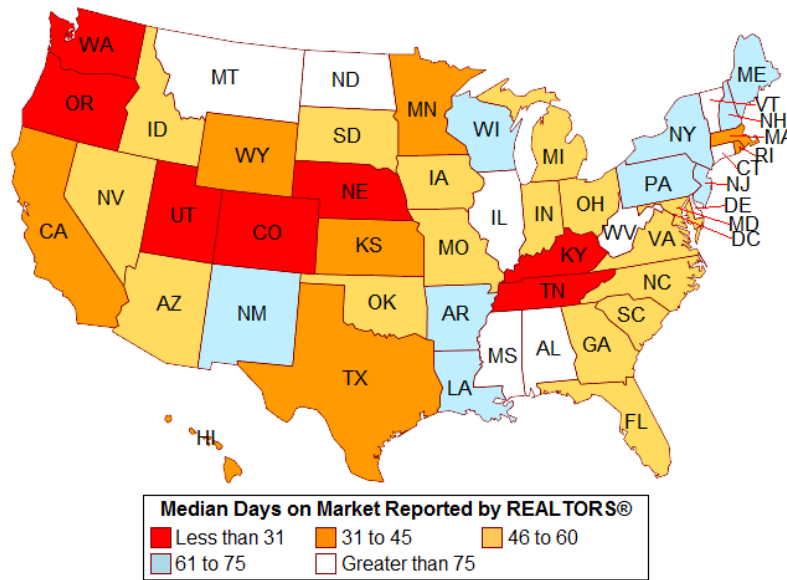 WA
MT
ND
ME
VT
OR
MN
NH
ID
SD
WI
NY
MA
WY
MI
RI
CT
IA
PA
NJ
NE
NV
DE
IL
IN
OH
UT
MD
CO
WV
VA
DC
CA
KS
MO
KY
NC
TN
OK
AZ
NM
AR
SC
MS
AL
GA
TX
LA
FL
HI
Median Days on Market Reported by REALTORS®
Less than 31
31 to 45
46 to 60
61 to 75
Greater than 75